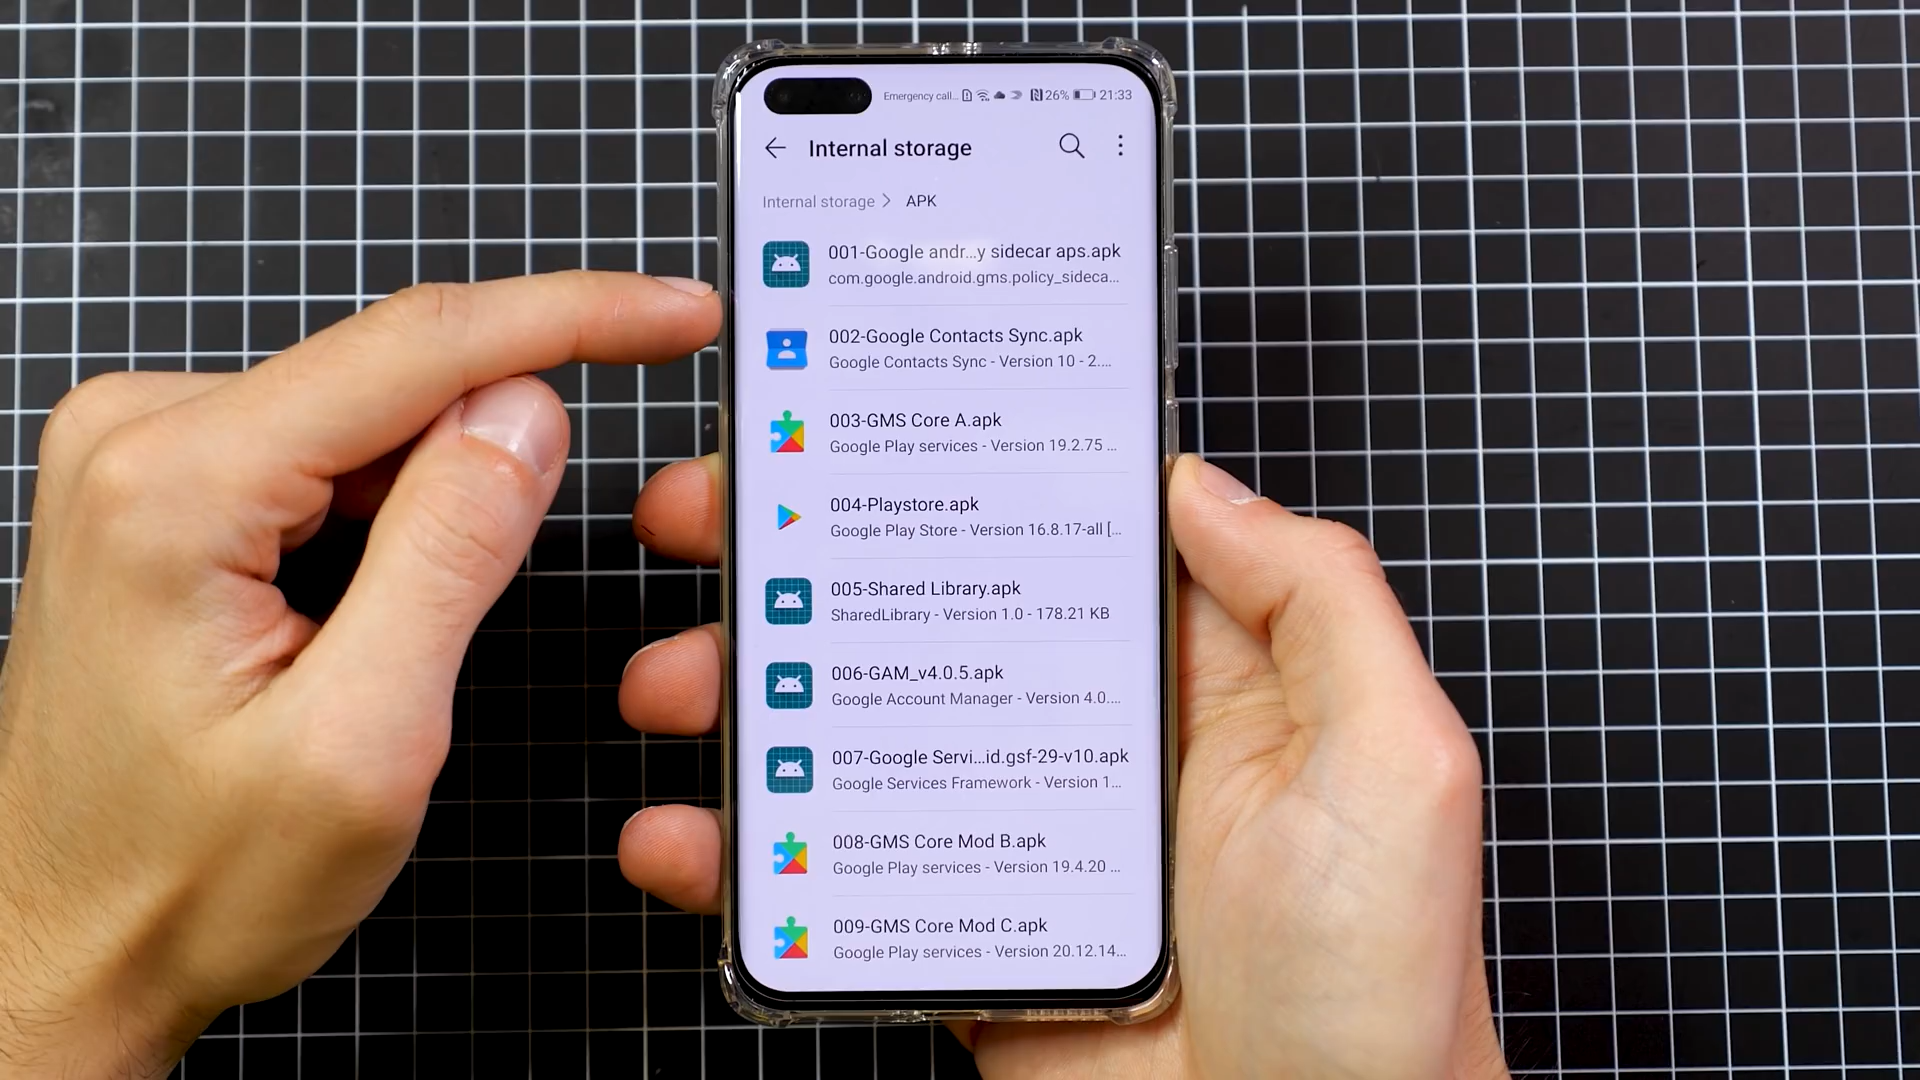 Emergency call... 26% 21:33
Internal storage
Internal storage > APK
001-Google andr...y sidecar aps.apk
com.google.android.gms.policy_sideca...
002-Google Contacts Sync.apk
Google Contacts Sync - Version 10 - 2....
003-GMS Core A.apk
Google Play services - Version 19.2.75 ...
004-Playstore.apk
Google Play Store - Version 16.8.17-all [...
005-Shared Library.apk
SharedLibrary - Version 1.0 - 178.21 KB
006-GAM_v4.0.5.apk
Google Account Manager - Version 4.0....
007-Google Servi...id.gsf-29-v10.apk
Google Services Framework - Version 1...
008-GMS Core Mod B.apk
Google Play services - Version 19.4.20 ...
009-GMS Core Mod C.apk
Google Play services - Version 20.12.14...